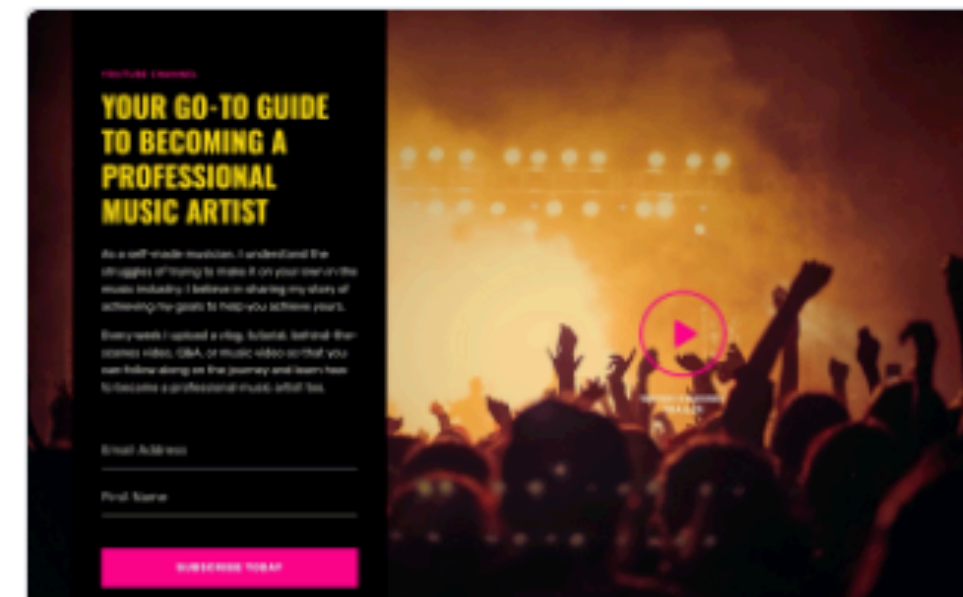 YOUTUBE CHANNEL
YOUR GO-TO GUIDE
TO BECOMING A
PROFESSIONAL
MUSIC ARTIST
As a self-made musician, I understand the
struggles of trying to make it on your own in the
music industry. I believe in sharing my story of
achieving my goals to help you achieve yours.
Every week I upload a vlog, tutorial, behind-the-
scenes video, Q&A, or music video so that you
can follow along on the journey and learn how
to become a professional music artist too.
Email Address
First Name
SUBSCRIBE TODAY